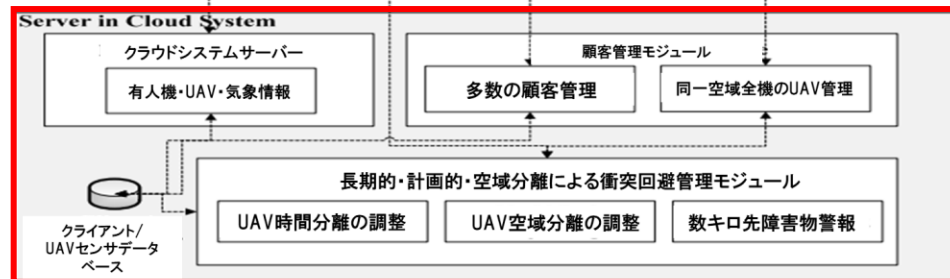 Server in Cloud System
クラウドシステムサーバー
有人機・UAV・気象情報
顧客管理モジュール
多数の顧客管理
同一空域全機のUAV管理
長期的・計画的・空域分離による衝突回避管理モジュール
UAV時間分離の調整
UAV空域分離の調整
数キロ先障害物警報
クライアント/
UAVセンサデータ
ベース